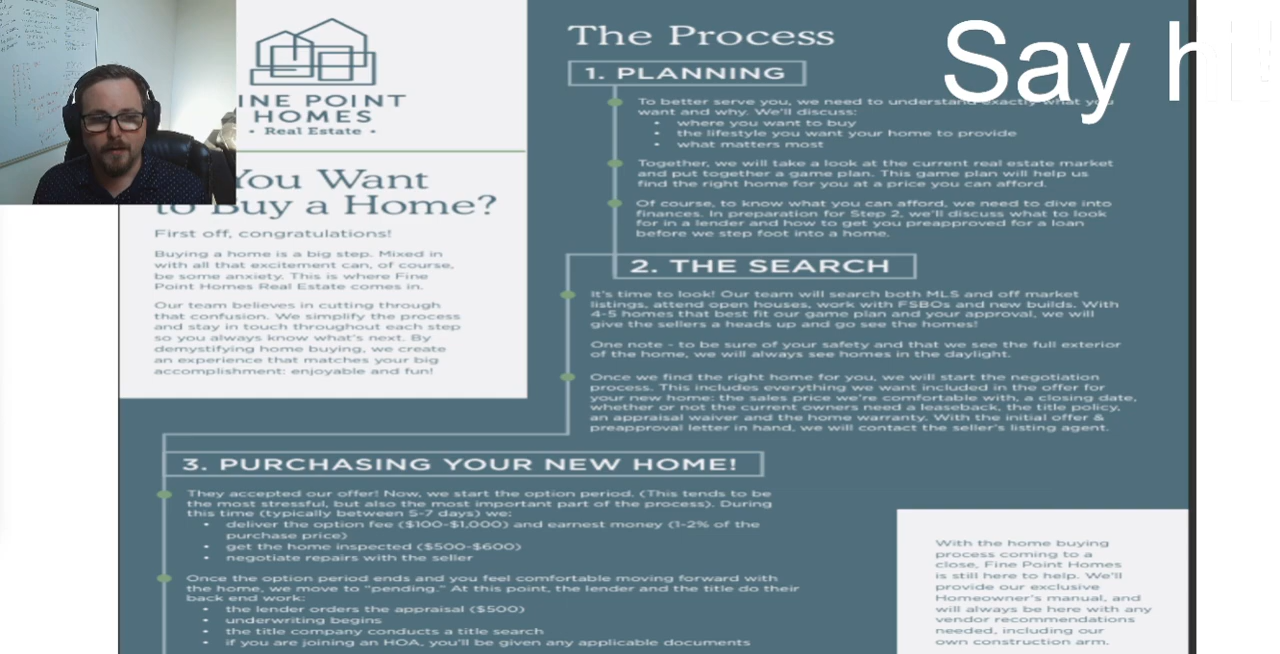 INE POINT
HOMES
• Real Estate •
You Want
to Buy a Home?
First off, congratulations!
Buying a home is a big step. Mixed in
with all that excitement can, of course,
be some anxiety. This is where Fine
Point Homes Real Estate comes in.
Our team believes in cutting through
that confusion. We simplify the process
and stay in touch throughout each step
so you always know what's next. By
demystifying home buying, we create
an experience that matches your big
accomplishment: enjoyable and fun!
The Process
Say hi
1. PLANNING
To better serve you, we need to understand exactly what you
want and why. We'll discuss:
• where you want to buy
• the lifestyle you want your home to provide
• what matters most
Together, we will take a look at the current real estate market
and put together a game plan. This game plan will help us
find the right home for you at a price you can afford.
Of course, to know what you can afford, we need to dive into
finances. In preparation for Step 2, we'll discuss what to look
for in a lender and how to get you preapproved for a loan
before we step foot into a home.
2. THE SEARCH
It's time to look! Our team will search both MLS and off market
listings, attend open houses, work with FSBOs and new builds. With
4-5 homes that best fit our game plan and your approval, we will
give the sellers a heads up and go see the homes!
One note - to be sure of your safety and that we see the full exterior
of the home, we will always see homes in the daylight.
Once we find the right home for you, we will start the negotiation
process. This includes everything we want included in the offer for
your new home: the sales price we're comfortable with, a closing date,
whether or not the current owners need a leaseback, the title policy,
an appraisal waiver and the home warranty. With the initial offer &
preapproval letter in hand, we will contact the seller's listing agent.
3. PURCHASING YOUR NEW HOME!
They accepted our offer! Now, we start the option period. (This tends to be
the most stressful, but also the most important part of the process). During
this time (typically between 5-7 days) we:
• deliver the option fee ($100-$1,000) and earnest money (1-2% of the
purchase price)
• get the home inspected ($500-$600)
• negotiate repairs with the seller
Once the option period ends and you feel comfortable moving forward with
the home, we move to "pending." At this point, the lender and the title do their
back end work:
• the lender orders the appraisal ($500)
• underwriting begins
• the title company conducts a title search
• if you are joining an HOA, you'll be given any applicable documents
With the home buying
process coming to a
close, Fine Point Homes
is still here to help. We'll
provide our exclusive
Homeowner's manual, and
will always be here with any
vendor recommendations
needed, including our
own construction arm.